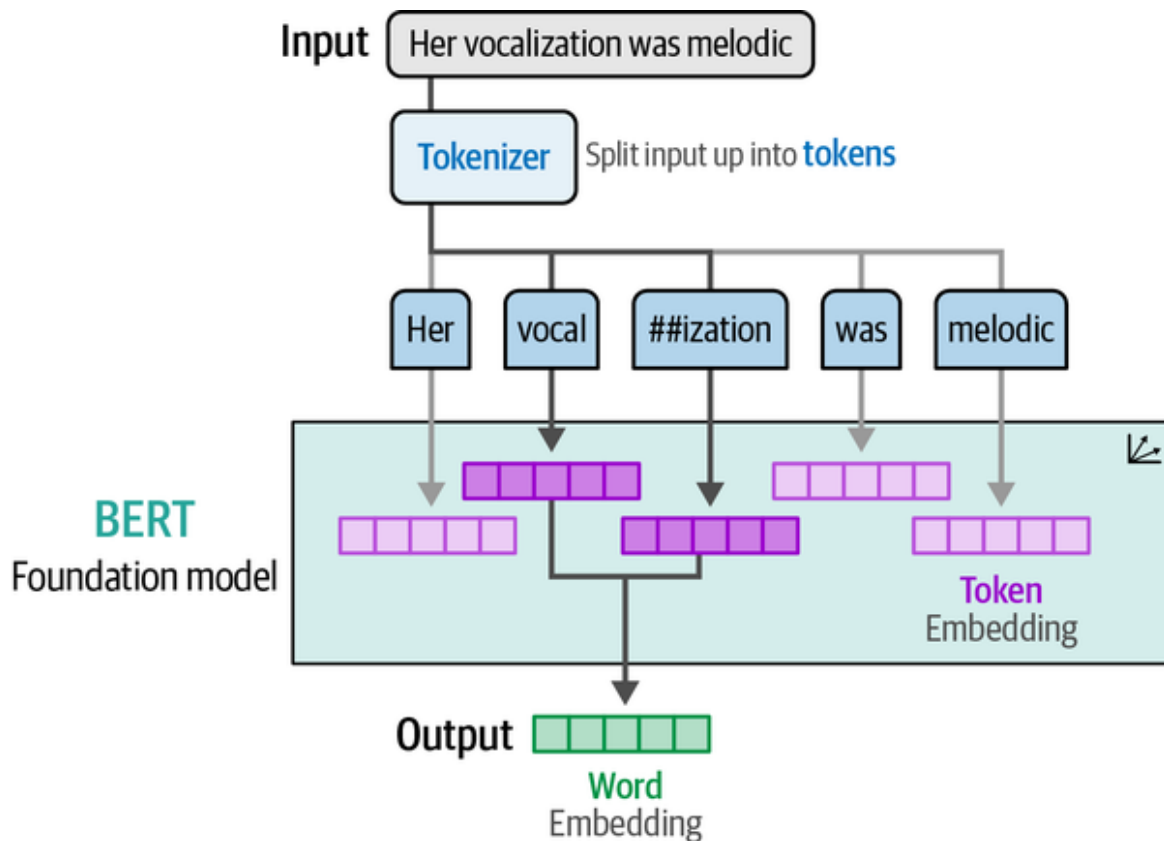 Input
Her vocalization was melodic
Tokenizer
Split input up into tokens
Her
vocal
##ization
was
melodic
BERT
Foundation model
Token
Embedding
Output
Word
Embedding